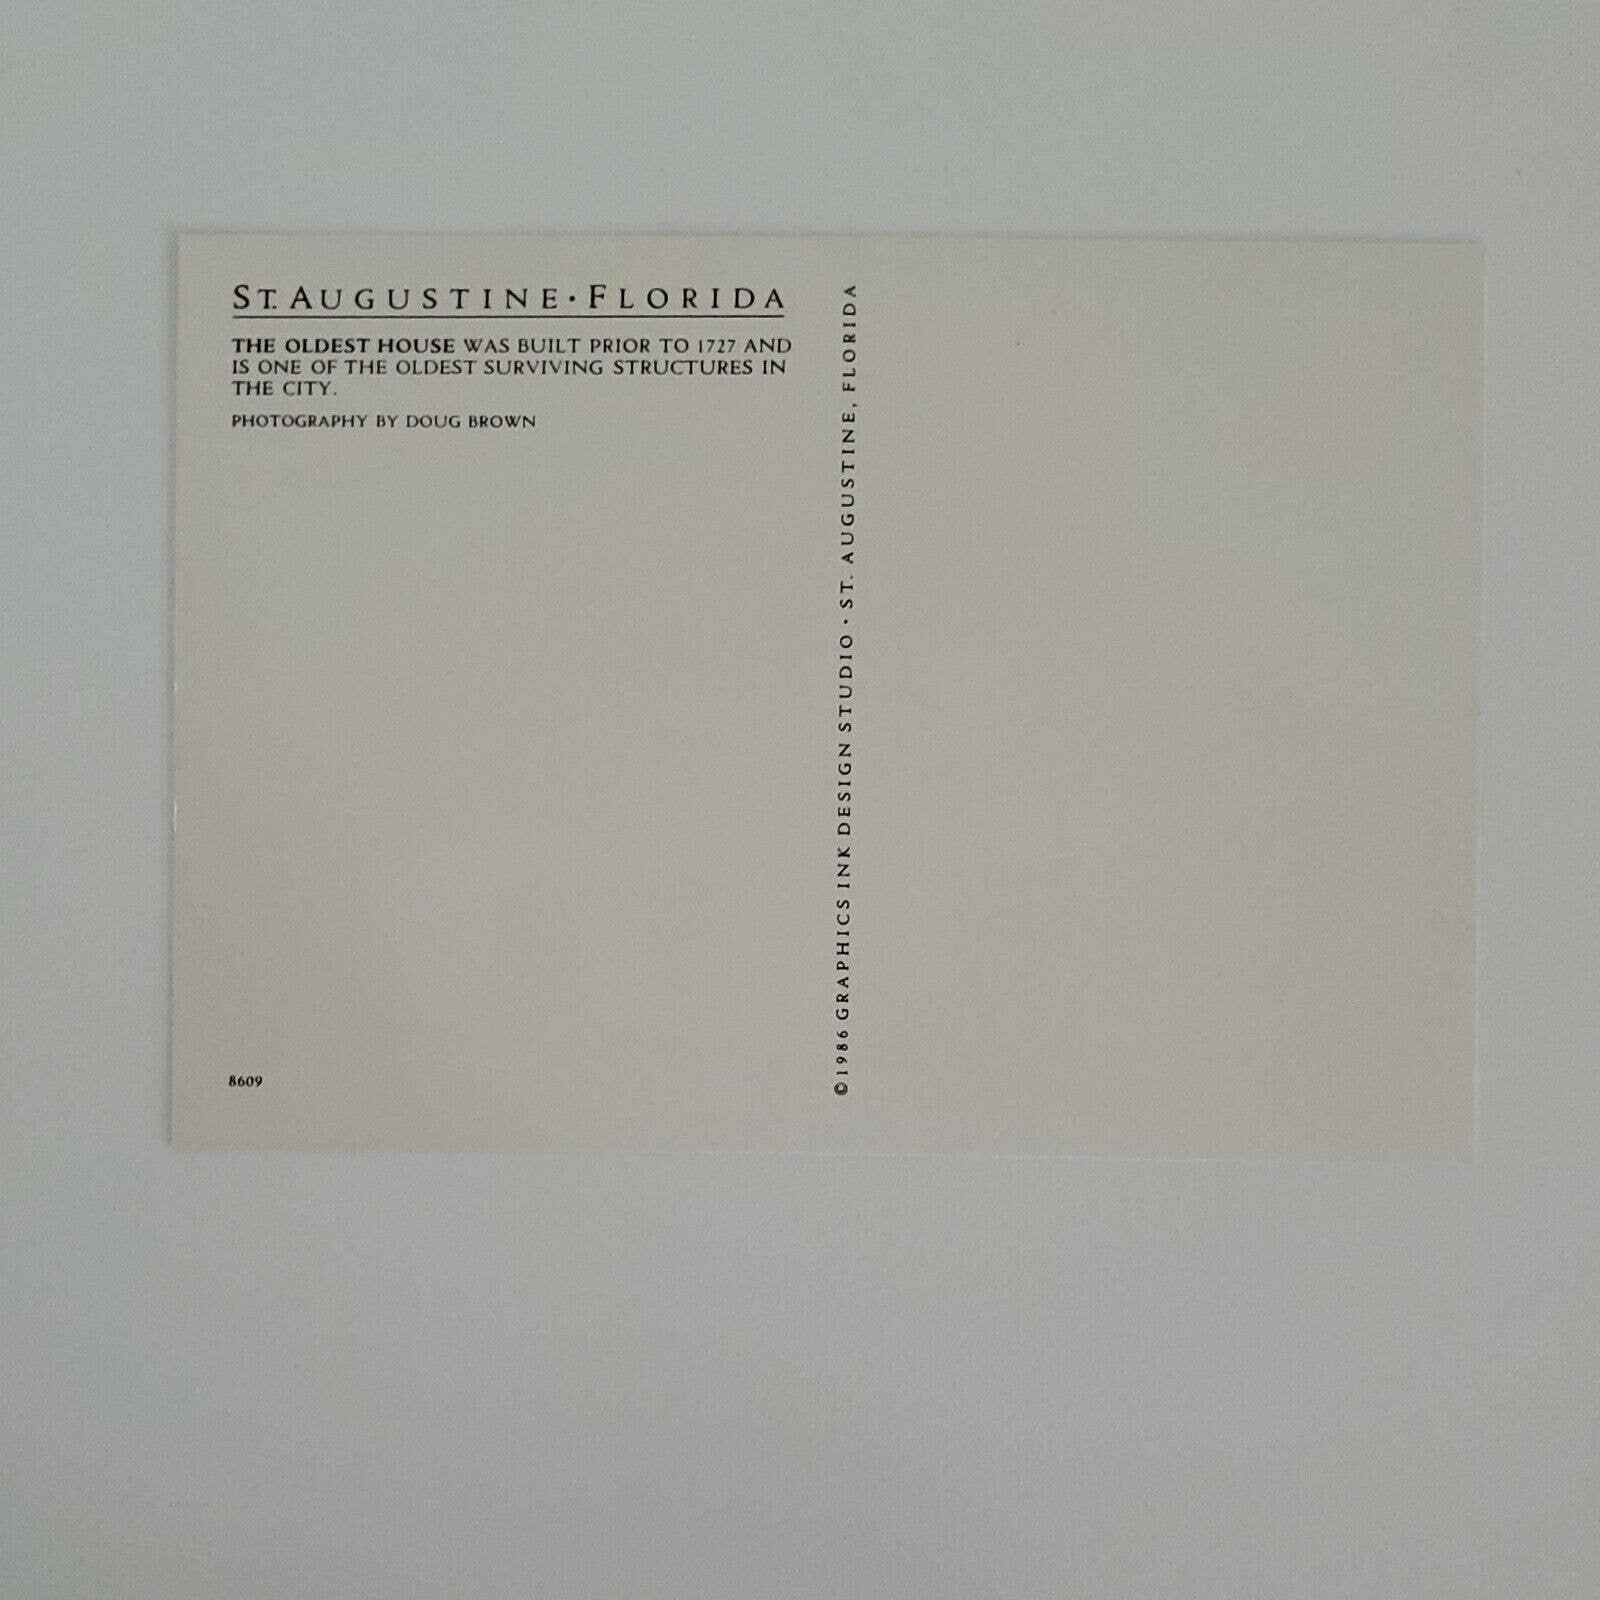 ST. AUGUSTINE • FLORIDA
THE OLDEST HOUSE WAS BUILT PRIOR TO 1727 AND
IS ONE OF THE OLDEST SURVIVING STRUCTURES IN
THE CITY.
PHOTOGRAPHY BY DOUG BROWN
8609
©1986 GRAPHICS INK DESIGN STUDIO • ST. AUGUSTINE, FLORIDA